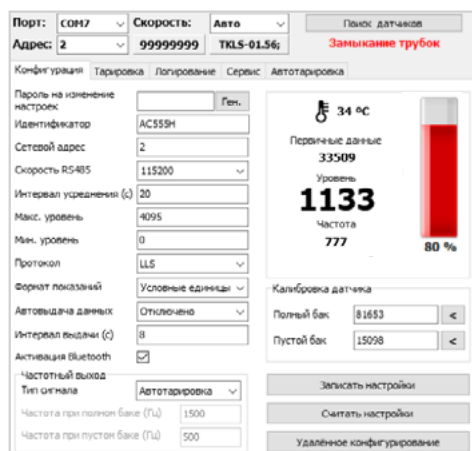 Порт: COM7 Скорость: Авто Поиск датчиков
Адрес: 2 99999999 TKLS-01.56; Замыкание трубок
Конфигурация Тарировка Логирование Сервис Автотарировка
Пароль на изменение настроек Ген.
Идентификатор AC555H
Сетевой адрес 2
Скорость RS485 115200
Интервал усреднения (с) 20
Макс. уровень 4095
Мин. уровень 0
Протокол LLS
Формат показаний Условные единицы
Автовыдача данных Отключено
Интервал выдачи (с) 8
Активация Bluetooth
Частотный выход
Тип сигнала Автотарировка
Частота при полном баке (Гц) 1500
Частота при пустом баке (Гц) 500
34 ºC
Первичные данные
33509
Уровень
1133
Частота
777
80 %
Калибровка датчика
Полный бак 81653 <
Пустой бак 15098 <
Записать настройки
Считать настройки
Удалённое конфигурирование